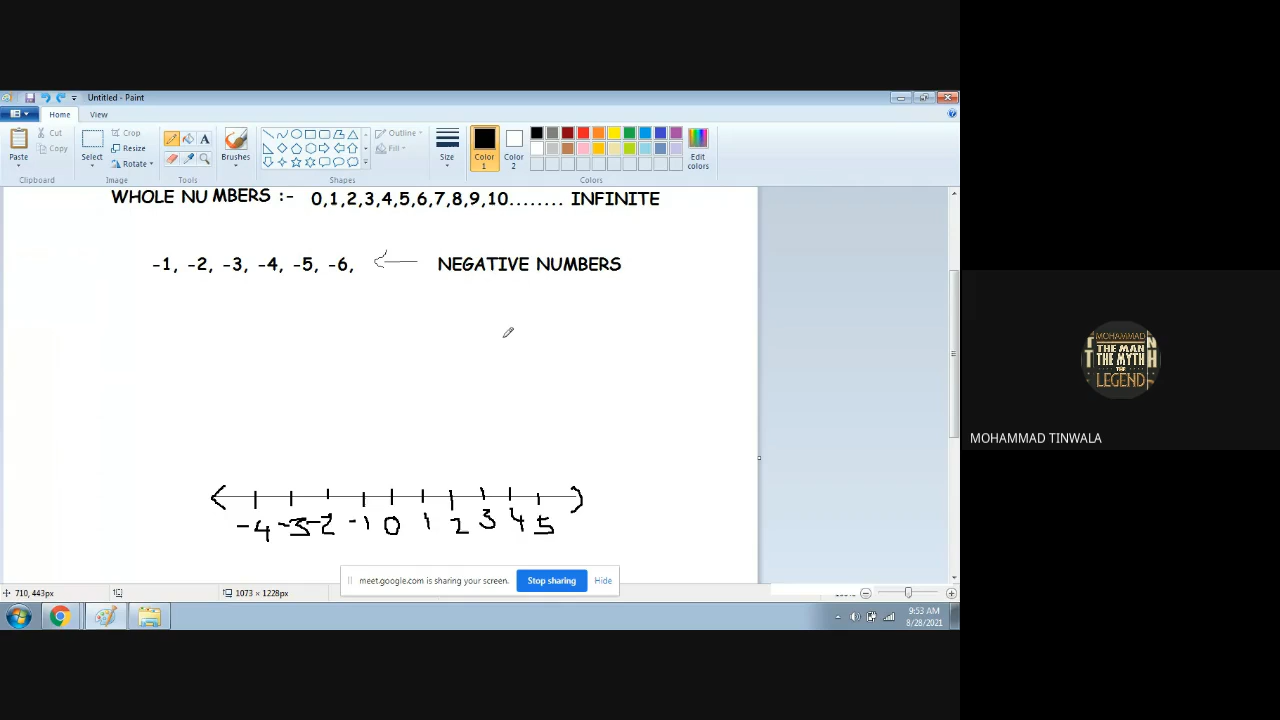 Untitled - Paint
Home View
Paste Cut Copy Select Crop Resize Rotate Brushes Outline Fill Size Color 1 Color 2 Edit colors
Clipboard Image Tools Shapes Colors
WHOLE NUMBERS :- 0,1,2,3,4,5,6,7,8,9,10........ INFINITE
-1, -2, -3, -4, -5, -6, NEGATIVE NUMBERS
MOHAMMAD
THE MAN
THE MYTH
THE
LEGEND
MOHAMMAD TINWALA
-4 -3 -2 -1 0 1 2 3 4 5
meet.google.com is sharing your screen. Stop sharing Hide
710, 443px 1073 × 1228px
9:53 AM
8/28/2021